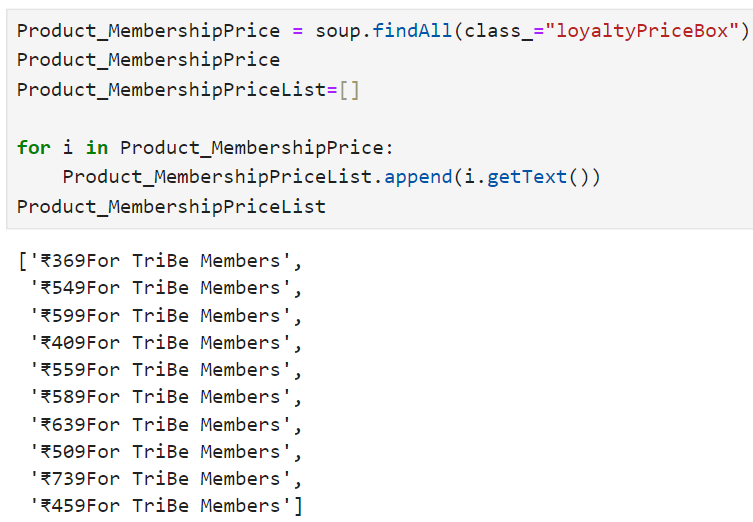 Product_MembershipPrice = soup.findAll(class_="loyaltyPriceBox")
Product_MembershipPrice
Product_MembershipPriceList=[]
for i in Product_MembershipPrice:
    Product_MembershipPriceList.append(i.getText())
Product_MembershipPriceList
['₹369For TriBe Members',
 '₹549For TriBe Members',
 '₹599For TriBe Members',
 '₹409For TriBe Members',
 '₹559For TriBe Members',
 '₹589For TriBe Members',
 '₹639For TriBe Members',
 '₹509For TriBe Members',
 '₹739For TriBe Members',
 '₹459For TriBe Members']